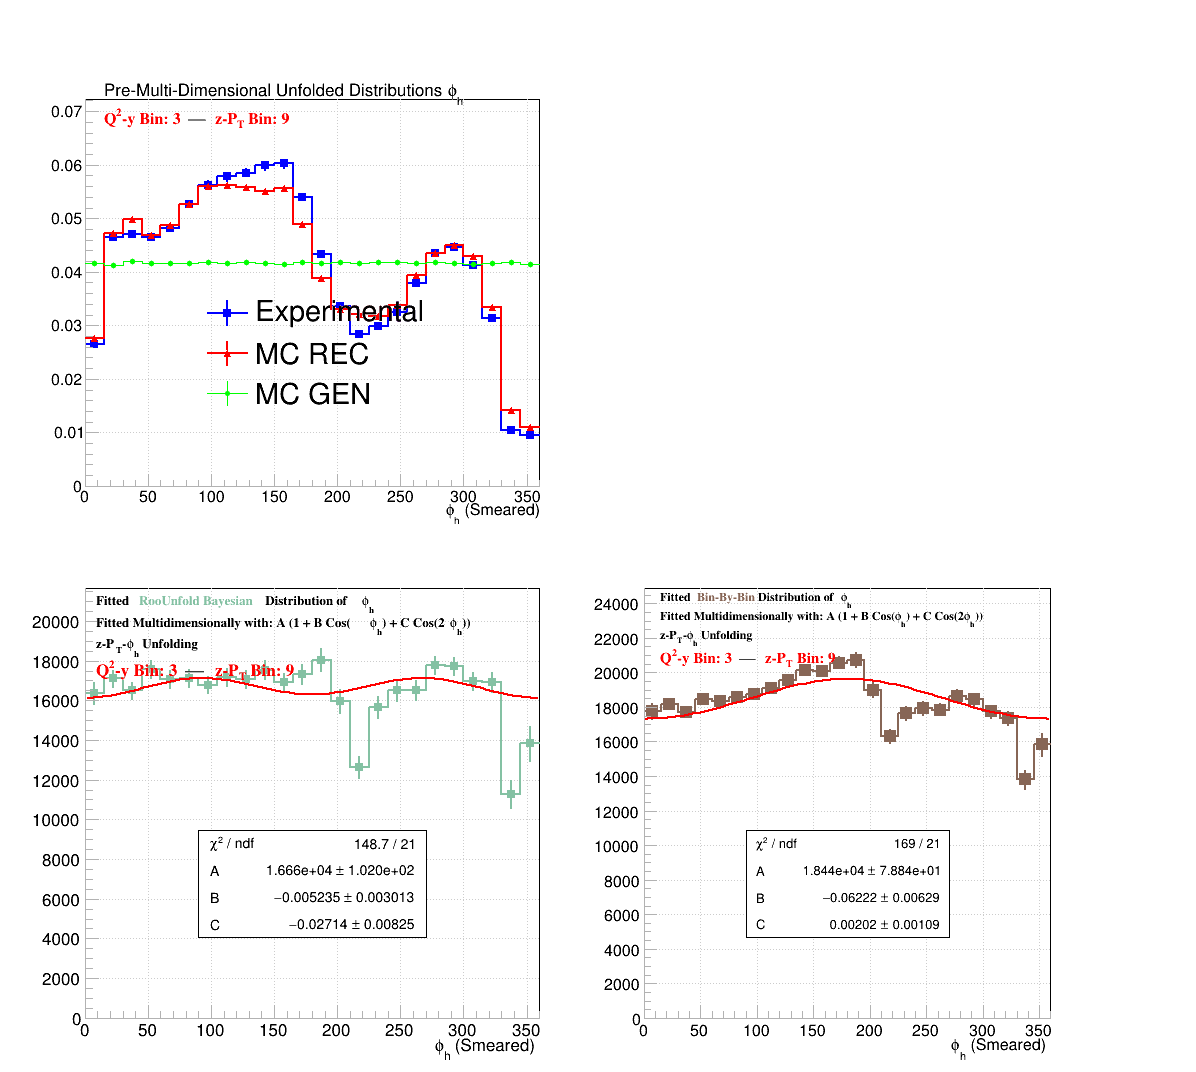 Pre-Multi-Dimensional Unfolded Distributions ϕh
Q²-y Bin: 3 — z-PT Bin: 9
0.07
0.06
0.05
0.04
0.03
0.02
0.01
0
Experimental
MC REC
MC GEN
0 50 100 150 200 250 300 350
ϕh (Smeared)
Fitted RooUnfold Bayesian Distribution of ϕh
Fitted Multidimensionally with: A (1 + B Cos( ϕh) + C Cos(2 ϕh))
z-PT-ϕh Unfolding
Q²-y Bin: 3 — z-PT Bin: 9
20000
18000
16000
14000
12000
10000
8000
6000
4000
2000
0
χ² / ndf 148.7 / 21
A 1.666e+04 ± 1.020e+02
B −0.005235 ± 0.003013
C −0.02714 ± 0.00825
0 50 100 150 200 250 300 350
ϕh (Smeared)
Fitted Bin-By-Bin Distribution of ϕh
Fitted Multidimensionally with: A (1 + B Cos(ϕh) + C Cos(2ϕh))
z-PT-ϕh Unfolding
Q²-y Bin: 3 — z-PT Bin: 9
24000
22000
20000
18000
16000
14000
12000
10000
8000
6000
4000
2000
0
χ² / ndf 169 / 21
A 1.844e+04 ± 7.884e+01
B −0.06222 ± 0.00629
C 0.00202 ± 0.00109
0 50 100 150 200 250 300 350
ϕh (Smeared)